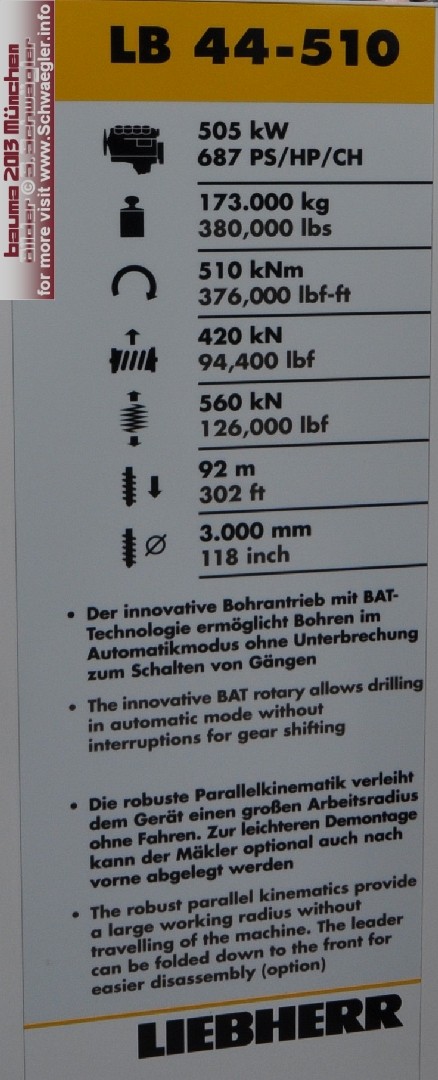 LB 44-510
505 kW
687 PS/HP/CH
173.000 kg
380,000 lbs
510 kNm
376,000 lbf-ft
420 kN
94,400 lbf
560 kN
126,000 lbf
92 m
302 ft
3.000 mm
118 inch
• Der innovative Bohrantrieb mit BAT-
Technologie ermöglicht Bohren im
Automatikmodus ohne Unterbrechung
zum Schalten von Gängen
• The innovative BAT rotary allows drilling
in automatic mode without
interruptions for gear shifting
• Die robuste Parallelkinematik verleiht
dem Gerät einen großen Arbeitsradius
ohne Fahren. Zur leichteren Demontage
kann der Mäkler optional auch nach
vorne abgelegt werden
• The robust parallel kinematics provide
a large working radius without
travelling of the machine. The leader
can be folded down to the front for
easier disassembly (option)
LIEBHERR
bauma 2013 München
bilder © a. schwaegler
for more visit www.Schwaegler.info